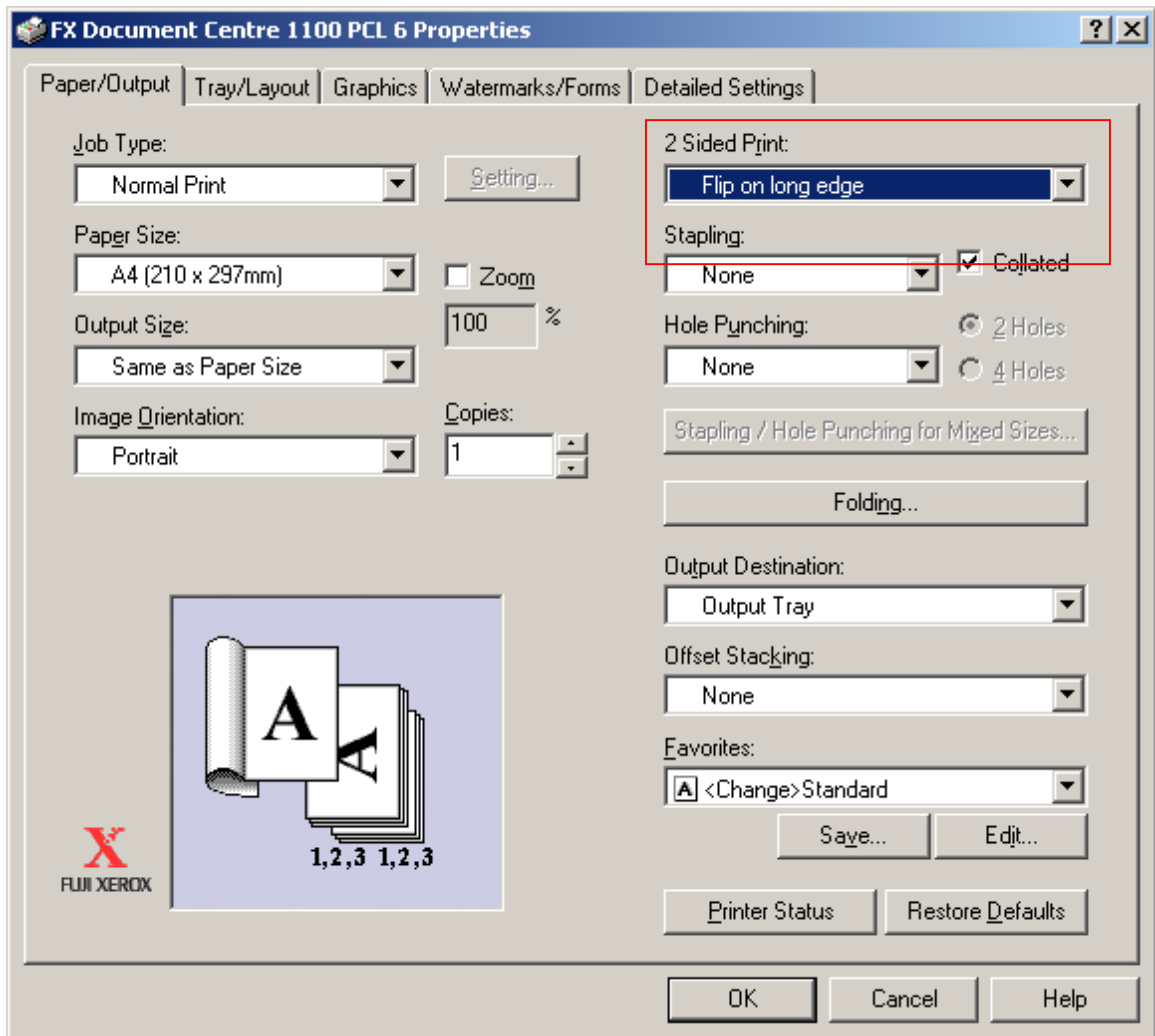 FX Document Centre 1100 PCL 6 Properties
Paper/Output Tray/Layout Graphics Watermarks/Forms Detailed Settings
Job Type:
Normal Print
Setting...
Paper Size:
A4 (210 x 297mm)
Zoom
100 %
Output Size:
Same as Paper Size
Image Orientation:
Portrait
Copies:
1
2 Sided Print:
Flip on long edge
Stapling:
None
Collated
Hole Punching:
None
2 Holes
4 Holes
Stapling / Hole Punching for Mixed Sizes...
Folding...
Output Destination:
Output Tray
Offset Stacking:
None
Favorites:
A <Change>Standard
Save... Edit...
Printer Status Restore Defaults
A
A
1,2,3 1,2,3
X
FUJI XEROX
OK Cancel Help